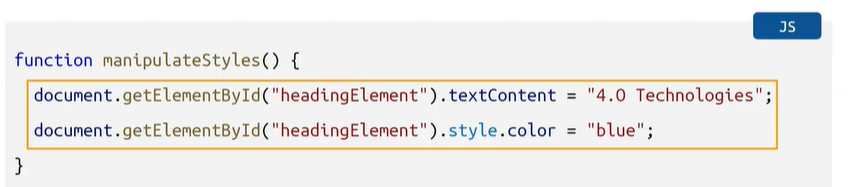 JS
function manipulateStyles() {
document.getElementById("headingElement").textContent = "4.0 Technologies";
document.getElementById("headingElement").style.color = "blue";
}